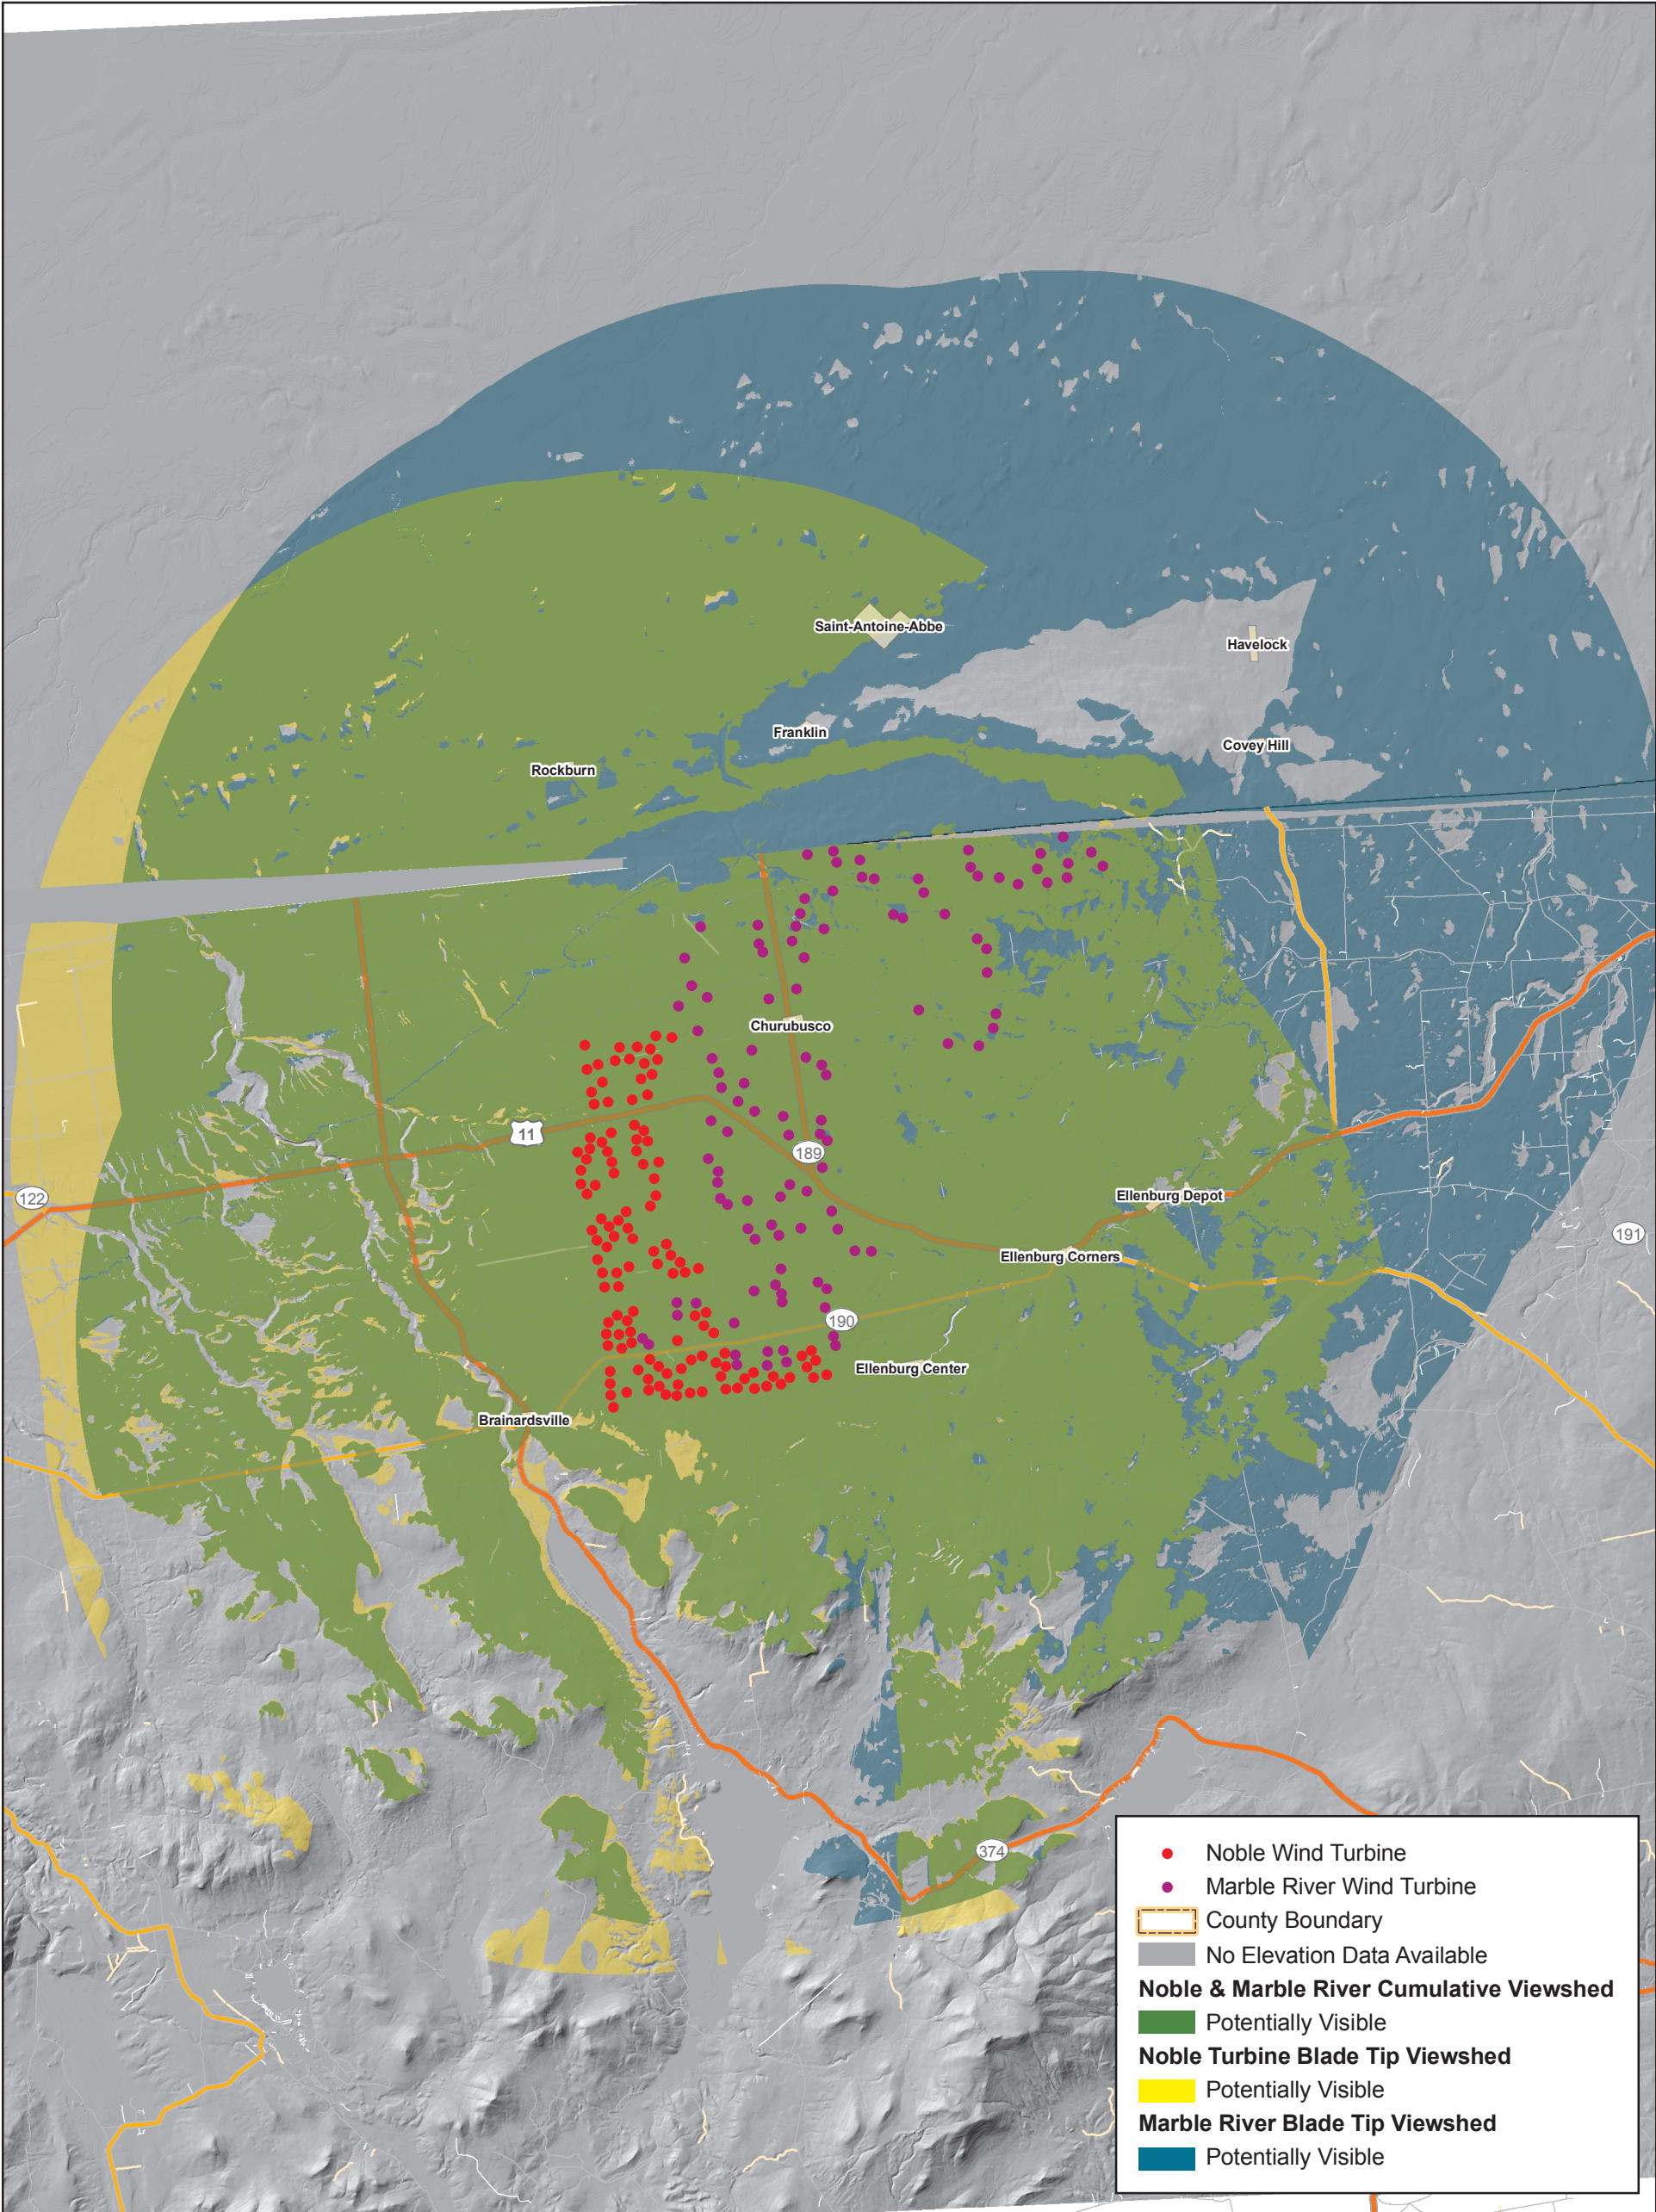 Saint-Antoine-Abbe
Havelock
Franklin
Covey Hill
Rockburn
Churubusco
11
189
122
Ellenburg Depot
191
Ellenburg Corners
190
Ellenburg Center
Brainardsville
374
Noble Wind Turbine
Marble River Wind Turbine
County Boundary
No Elevation Data Available
Noble & Marble River Cumulative Viewshed
Potentially Visible
Noble Turbine Blade Tip Viewshed
Potentially Visible
Marble River Blade Tip Viewshed
Potentially Visible